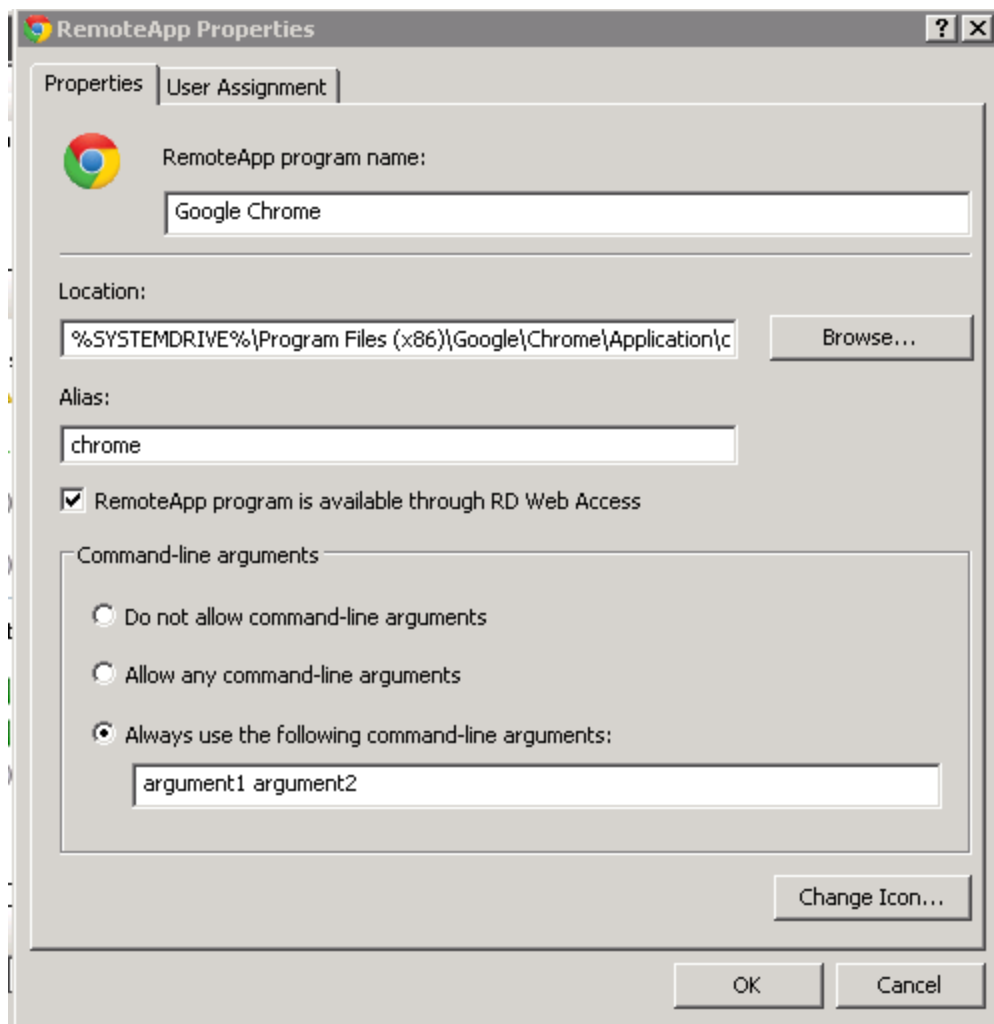 RemoteApp Properties
Properties
User Assignment
RemoteApp program name:
Google Chrome
Location:
%SYSTEMDRIVE%\Program Files (x86)\Google\Chrome\Application\c
Browse...
Alias:
chrome
RemoteApp program is available through RD Web Access
Command-line arguments
Do not allow command-line arguments
Allow any command-line arguments
Always use the following command-line arguments:
argument1 argument2
Change Icon...
OK
Cancel